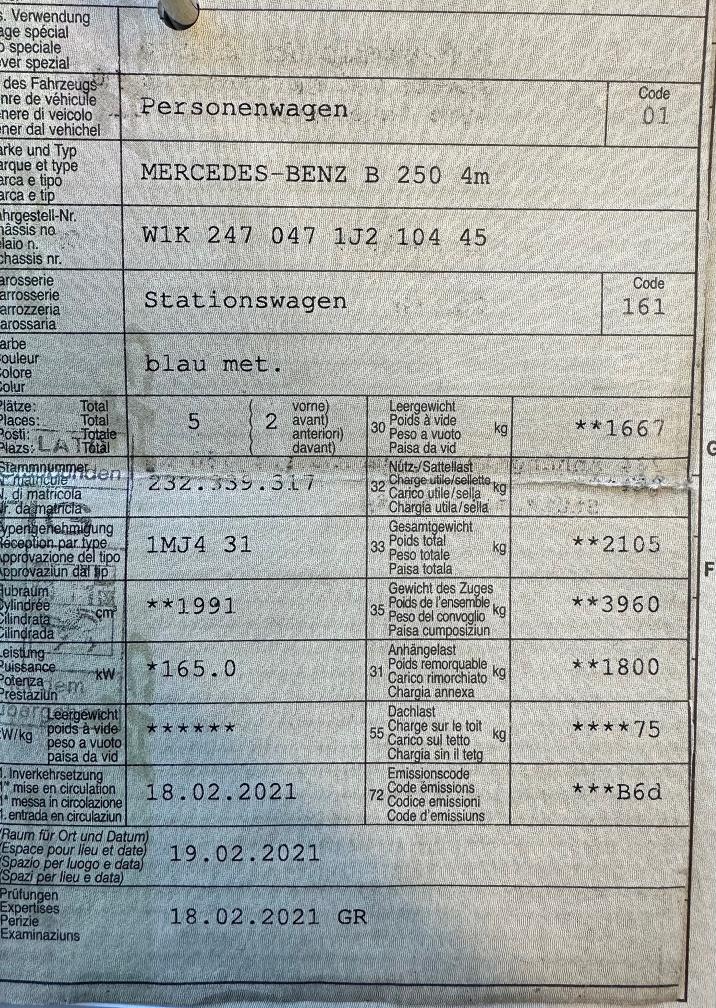 s. Verwendung
age spécial
o speciale
ver spezial
des Fahrzeugs
nre de véhicule
nere di veicolo
ner dal vehichel
Personenwagen
Code
01
arke und Typ
arque et type
arca e tipo
arca e tip
MERCEDES-BENZ B 250 4m
ahrgestell-Nr.
hâssis no
elaio n.
chassis nr.
W1K 247 047 1J2 104 45
arosserie
arrosserie
arrozzeria
arossaria
Stationswagen
Code
161
arbe
ouleur
olore
olur
blau met.
Plätze: Total
Places: Total
Posti: Totale
Plazs: Total
5 ( 2 vorne)
avant)
anteriori)
davant)
30 Leergewicht
Poids à vide
Peso a vuoto
Paisa da vid
kg
**1667
Stammnummer
N. matricule
N. di matricola
Nr. da matricla
232.339.317
32 Nutz-/Sattellast
Charge utile/sellette
Carico utile/sella
Chargia utila/sella
kg
Typengenehmigung
Réception par type
Approvazione del tipo
Approvaziun dal tip
1MJ4 31
33 Gesamtgewicht
Poids total
Peso totale
Paisa totala
kg
**2105
Hubraum
Cylindrée
Cilindrata
Cilindrada
cm³
**1991
35 Gewicht des Zuges
Poids de l'ensemble
Peso del convoglio
Paisa cumposiziun
kg
**3960
Leistung
Puissance
Potenza
Prestaziun
kW
*165.0
31 Anhängelast
Poids remorquable
Carico rimorchiato
Chargia annexa
kg
**1800
kW/kg
Leergewicht
poids à vide
peso a vuoto
paisa da vid
******
55 Dachlast
Charge sur le toit
Carico sul tetto
Chargia sin il tetg
kg
****75
1. Inverkehrsetzung
1re mise en circulation
1a messa in circolazione
1. entrada en circulaziun
18.02.2021
72 Emissionscode
Code émissions
Codice emissioni
Code d'emissiuns
***B6d
(Raum für Ort und Datum)
(Espace pour lieu et date)
(Spazio per luogo e data)
(Spazi per lieu e data)
19.02.2021
Prüfungen
Expertises
Perizie
Examinaziuns
18.02.2021 GR